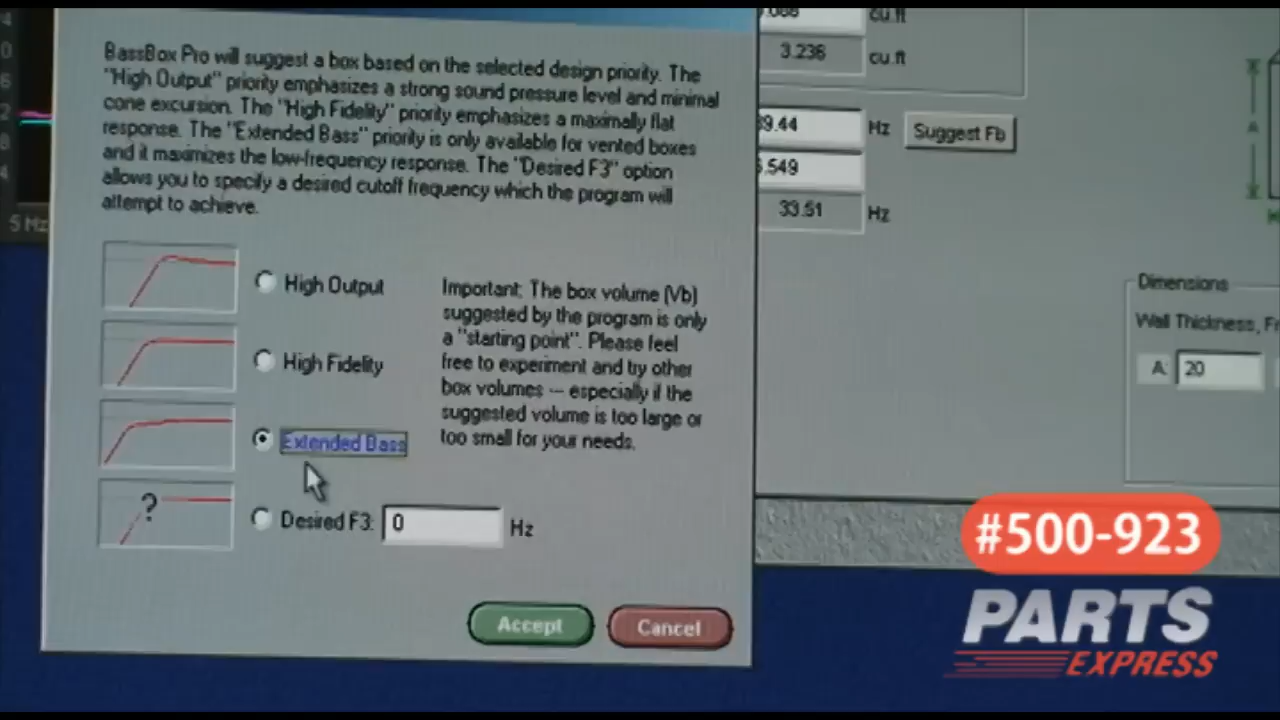 BassBox Pro will suggest a box based on the selected design priority. The
"High Output" priority emphasizes a strong sound pressure level and minimal
cone excursion. The "High Fidelity" priority emphasizes a maximally flat
response. The "Extended Bass" priority is only available for vented boxes
and it maximizes the low-frequency response. The "Desired F3" option
allows you to specify a desired cutoff frequency which the program will
attempt to achieve.
High Output
High Fidelity
Extended Bass
? Desired F3: 0 Hz
Important: The box volume (Vb)
suggested by the program is only
a "starting point". Please feel
free to experiment and try other
box volumes -- especially if the
suggested volume is too large or
too small for your needs.
Accept
Cancel
cu.ft
3.236 cu.ft
39.44 Hz Suggest Fb
.549
33.51 Hz
A
Dimensions
Wall Thickness,
A: 20
#500-923
PARTS
EXPRESS